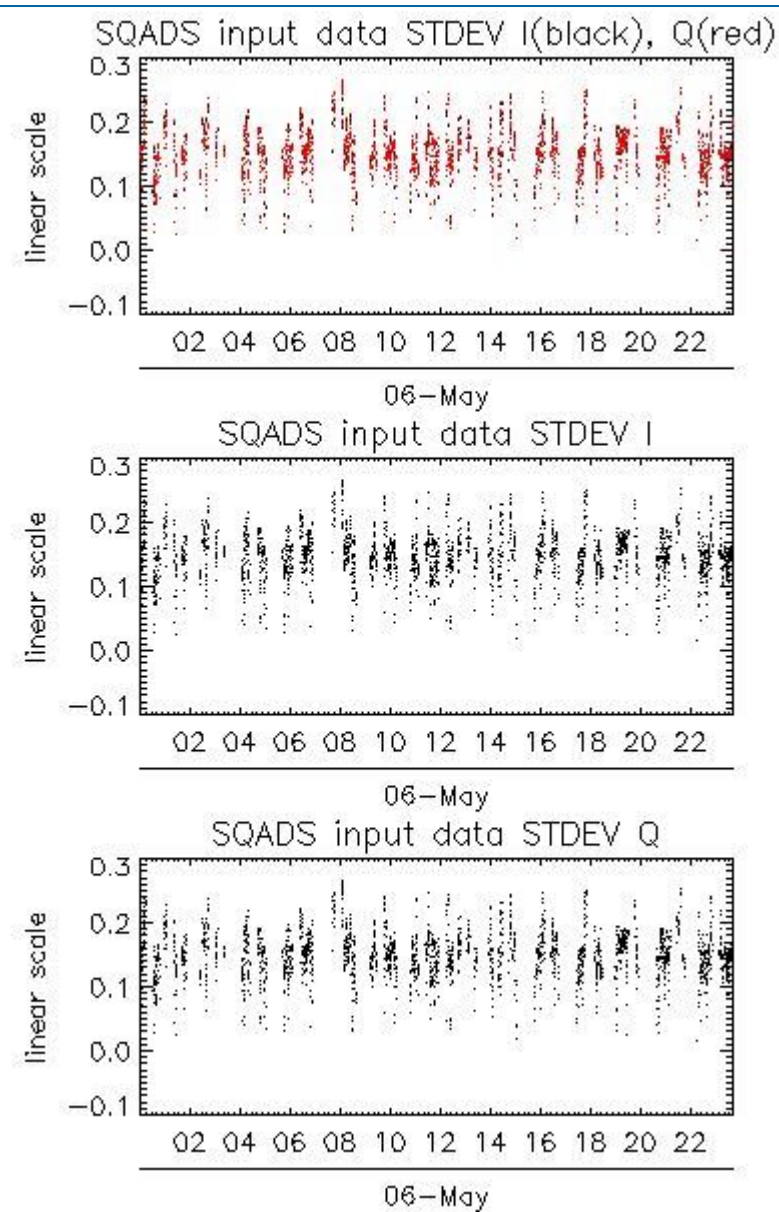 SQADS input data STDEV I(black), Q(red)
0.3
0.2
0.1
0.0
−0.1
linear scale
02 04 06 08 10 12 14 16 18 20 22
06−May
SQADS input data STDEV I
0.3
0.2
0.1
0.0
−0.1
linear scale
02 04 06 08 10 12 14 16 18 20 22
06−May
SQADS input data STDEV Q
0.3
0.2
0.1
0.0
−0.1
linear scale
02 04 06 08 10 12 14 16 18 20 22
06−May